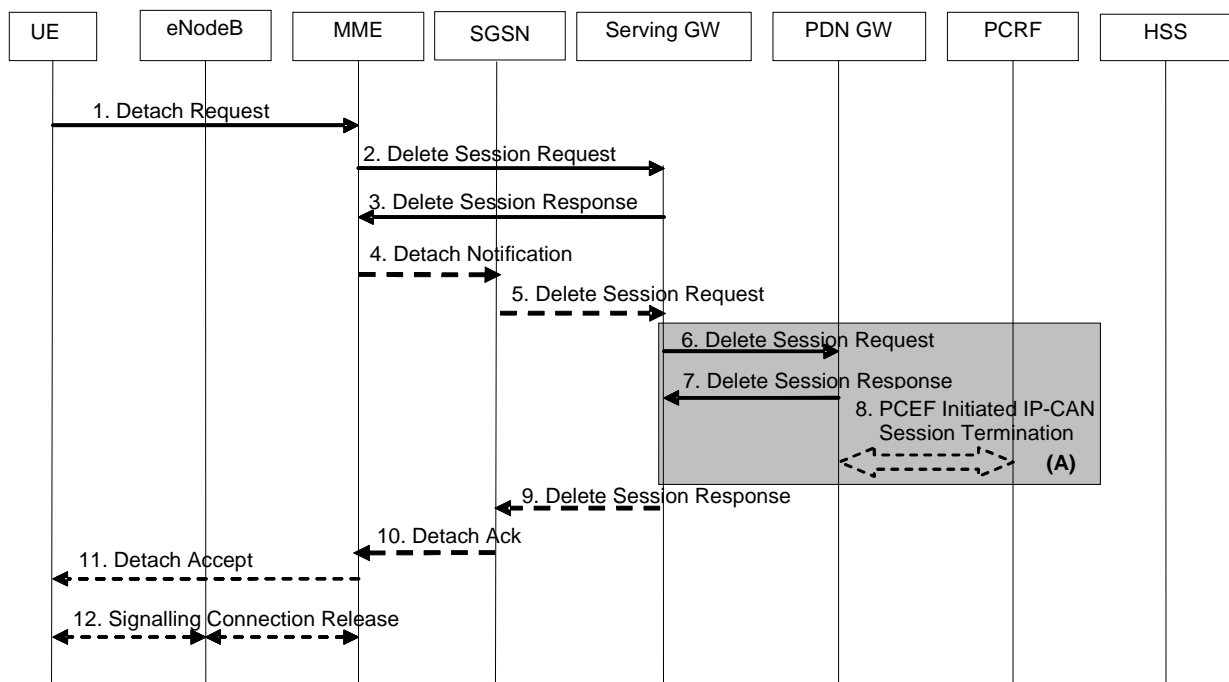 UE
eNodeB
MME
SGSN
Serving GW
PDN GW
PCRF
HSS
1. Detach Request
2. Delete Session Request
3. Delete Session Response
4. Detach Notification
5. Delete Session Request
6. Delete Session Request
7. Delete Session Response
8. PCEF Initiated IP-CAN
Session Termination
(A)
9. Delete Session Response
10. Detach Ack
11. Detach Accept
12. Signalling Connection Release